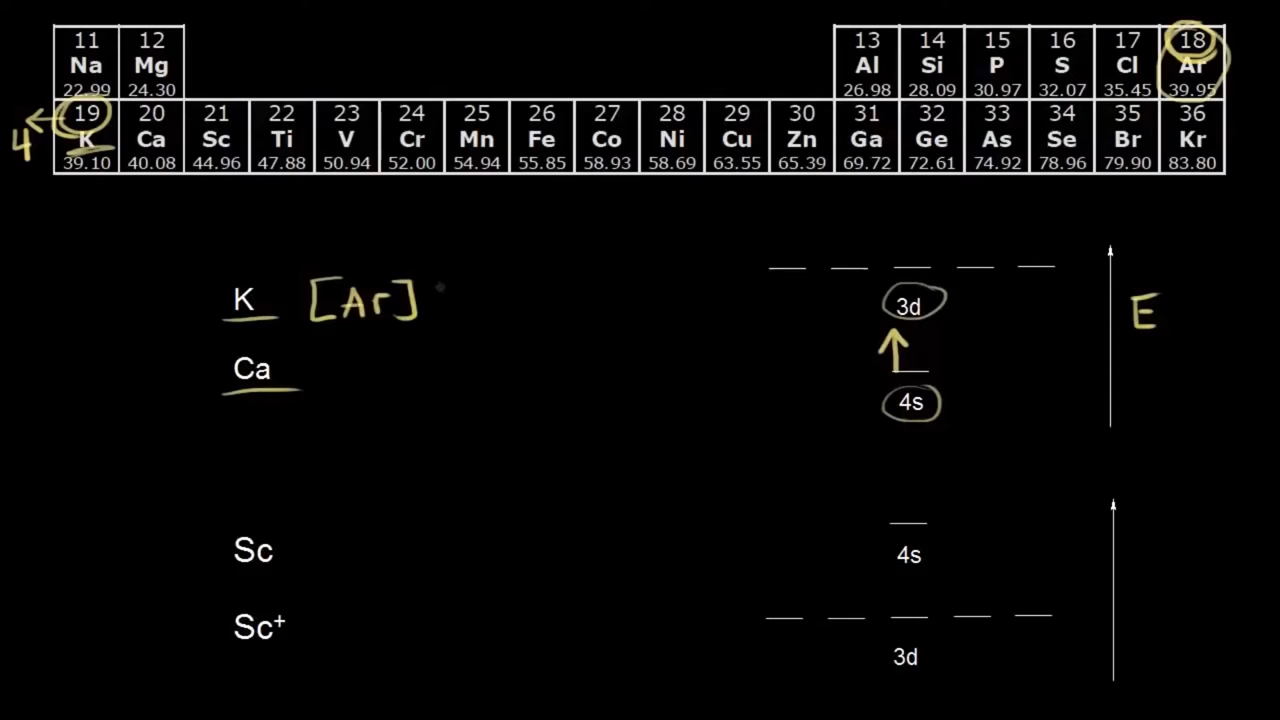 11 12 13 14 15 16 17 18
Na Mg Al Si P S Cl Ar
22.99 24.30 26.98 28.09 30.97 32.07 35.45 39.95
19 20 21 22 23 24 25 26 27 28 29 30 31 32 33 34 35 36
4 K Ca Sc Ti V Cr Mn Fe Co Ni Cu Zn Ga Ge As Se Br Kr
39.10 40.08 44.96 47.88 50.94 52.00 54.94 55.85 58.93 58.69 63.55 65.39 69.72 72.61 74.92 78.96 79.90 83.80
K [Ar] 3d E
Ca 4s
Sc 4s
Sc⁺ 3d